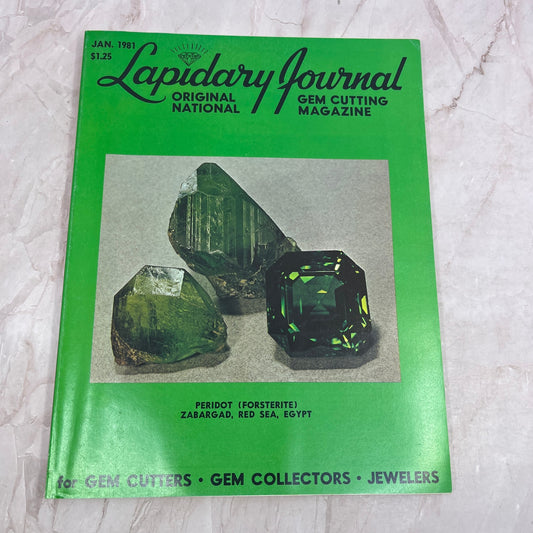 JAN. 1981
$1.25
Lapidary Journal
ORIGINAL NATIONAL
GEM CUTTING MAGAZINE
PERIDOT (FORSTERITE)
ZABARGAD, RED SEA, EGYPT
for GEM CUTTERS • GEM COLLECTORS • JEWELERS